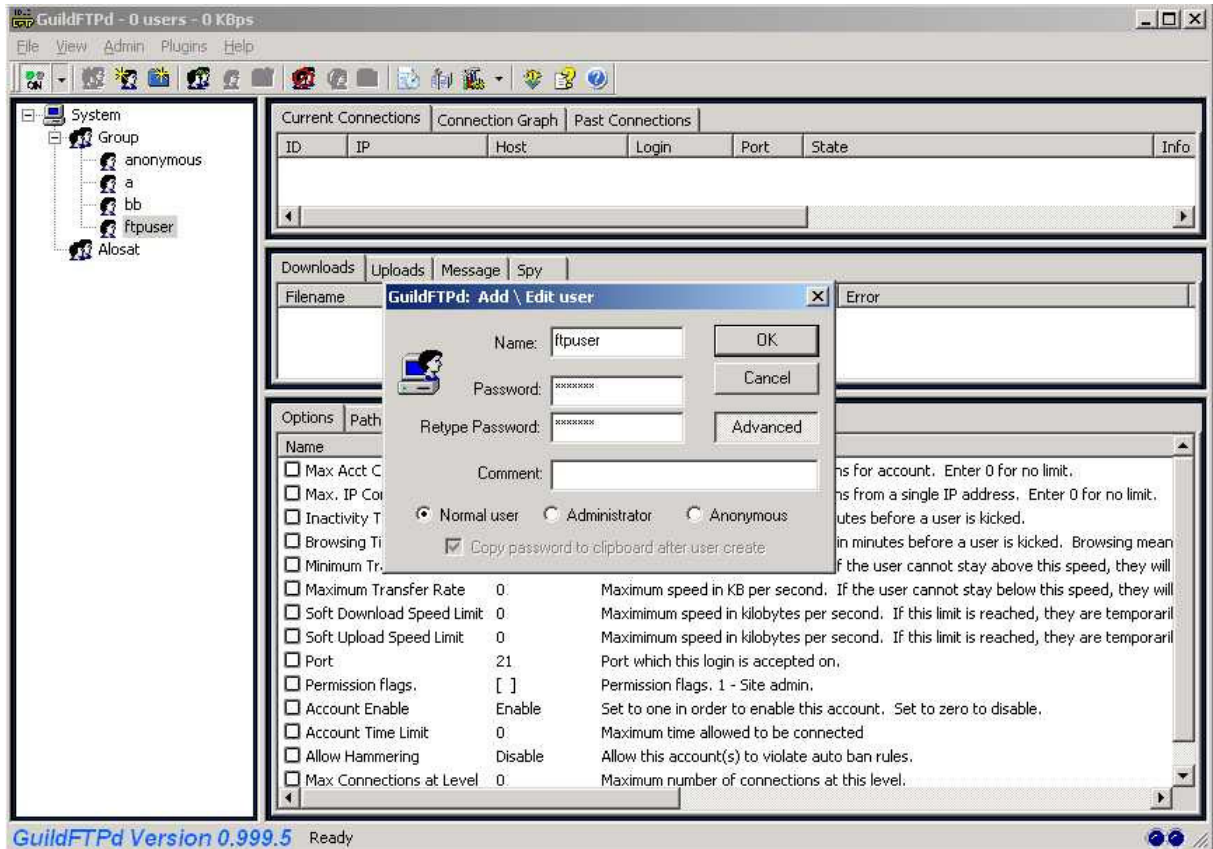 GuildFTPd - 0 users - 0 KBps
File View Admin Plugins Help
ON
System
Group
anonymous
a
bb
ftpuser
Alosat
Current Connections Connection Graph Past Connections
ID IP Host Login Port State Info
Downloads Uploads Message Spy
Filename Error
GuildFTPd: Add \ Edit user
Name: ftpuser OK
Password: ******* Cancel
Retype Password: ******* Advanced
Comment:
Normal user Administrator Anonymous
Copy password to clipboard after user create
Options Path
Name
Max Acct C ns for account. Enter 0 for no limit.
Max. IP Co ns from a single IP address. Enter 0 for no limit.
Inactivity T utes before a user is kicked.
Browsing Ti in minutes before a user is kicked. Browsing mean
Minimum Tr f the user cannot stay above this speed, they will
Maximum Transfer Rate 0 Maximum speed in KB per second. If the user cannot stay below this speed, they will
Soft Download Speed Limit 0 Maximimum speed in kilobytes per second. If this limit is reached, they are temporaril
Soft Upload Speed Limit 0 Maximimum speed in kilobytes per second. If this limit is reached, they are temporaril
Port 21 Port which this login is accepted on.
Permission flags. [ ] Permission flags. 1 - Site admin.
Account Enable Enable Set to one in order to enable this account. Set to zero to disable.
Account Time Limit 0 Maximum time allowed to be connected
Allow Hammering Disable Allow this account(s) to violate auto ban rules.
Max Connections at Level 0 Maximum number of connections at this level.
GuildFTPd Version 0.999.5 Ready